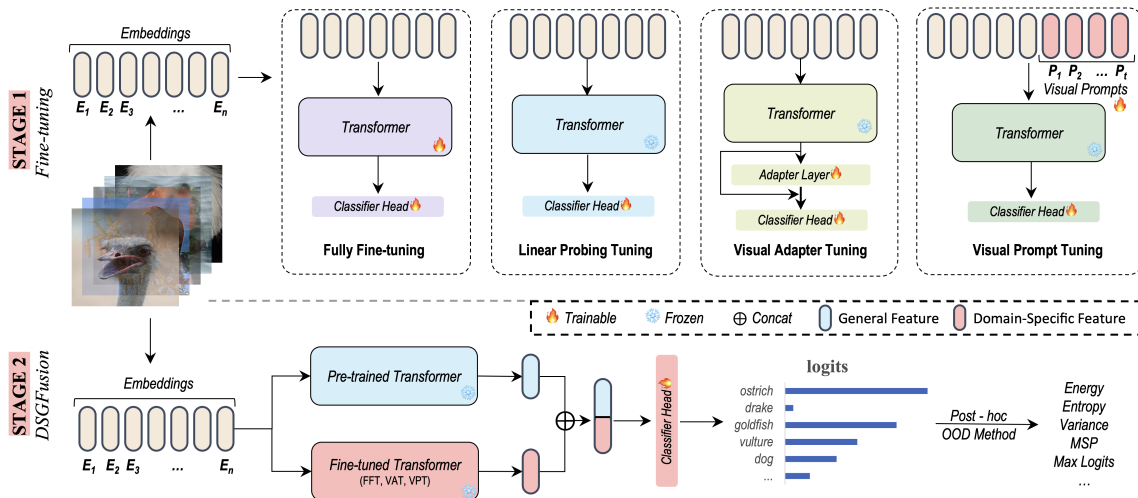 STAGE 1
Fine-tuning
Embeddings
E1 E2 E3 ... En
Transformer
Classifier Head
Fully Fine-tuning
Transformer
Classifier Head
Linear Probing Tuning
Transformer
Adapter Layer
Classifier Head
Visual Adapter Tuning
P1 P2 ... Pt
Visual Prompts
Transformer
Classifier Head
Visual Prompt Tuning
Trainable
Frozen
Concat
General Feature
Domain-Specific Feature
STAGE 2
DSGFusion
Embeddings
E1 E2 E3 ... En
Pre-trained Transformer
Fine-tuned Transformer
(FFT, VAT, VPT)
Classifier Head
logits
ostrich
drake
goldfish
vulture
dog
...
Post - hoc
OOD Method
Energy
Entropy
Variance
MSP
Max Logits
...